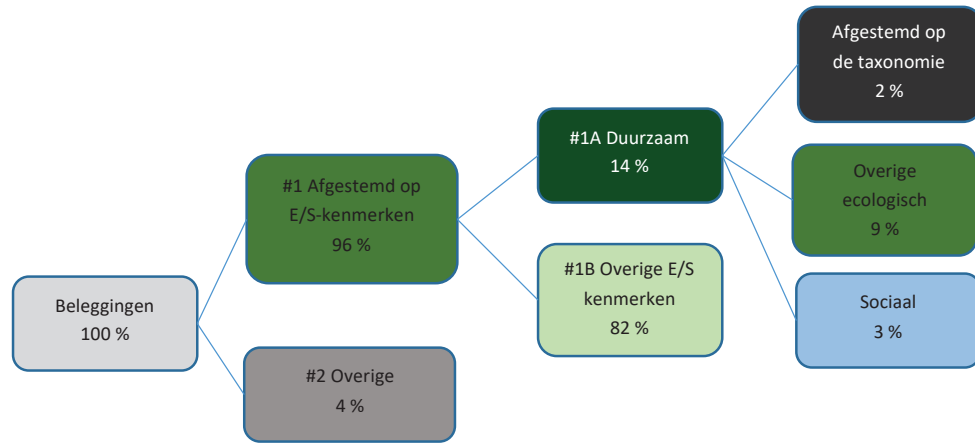 Beleggingen
100 %
#1 Afgestemd op
E/S-kenmerken
96 %
#2 Overige
4 %
#1A Duurzaam
14 %
#1B Overige E/S
kenmerken
82 %
Afgestemd op
de taxonomie
2 %
Overige
ecologisch
9 %
Sociaal
3 %